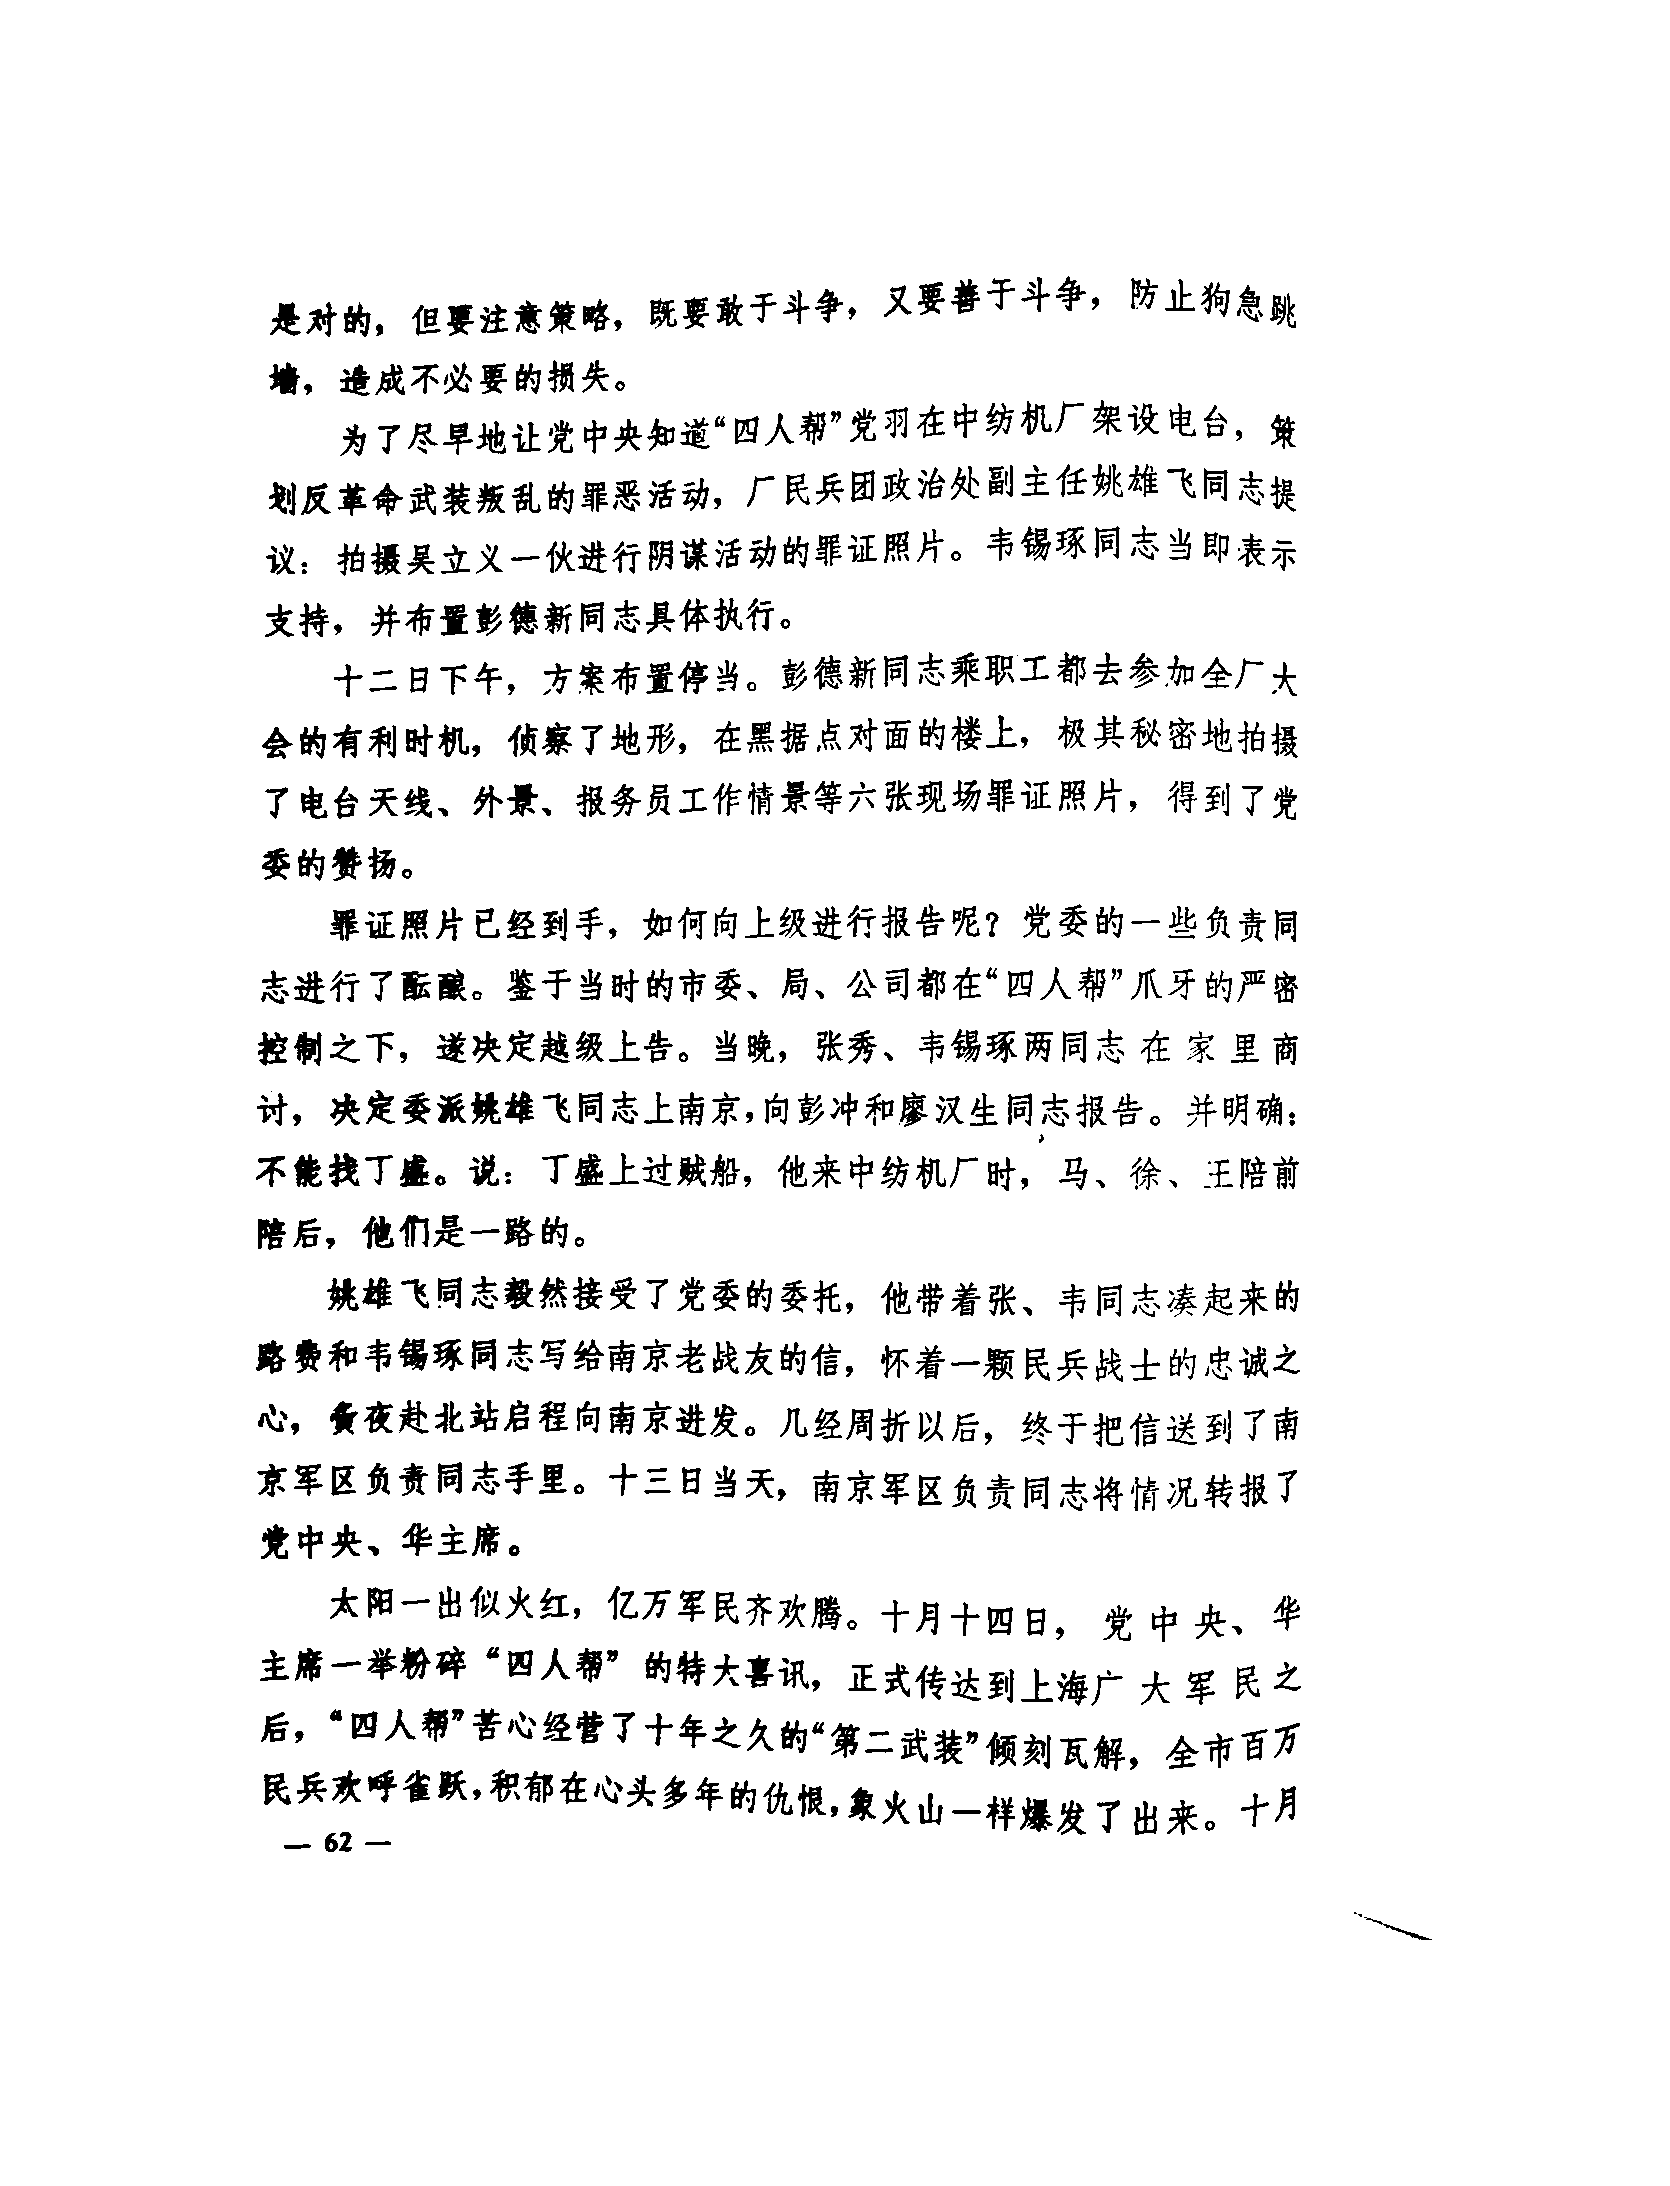 是对的，但要注意策略，既要敢于斗争，又要善于斗争，防止狗急跳
墙，造成不必要的损失。
为了尽早地让党中央知道“四人帮”党羽在中纺机厂架设电台，策
划反革命武装叛乱的罪恶活动，厂民兵团政治处副主任姚雄飞同志提
议：拍摄吴立义一伙进行阴谋活动的罪证照片。韦锡琢同志当即表示
支持，并布置彭德新同志具体执行。
十二日下午，方案布置停当。彭德新同志乘职工都去参加全厂大
会的有利时机，侦察了地形，在黑据点对面的楼上，极其秘密地拍摄
了电台天线、外景、报务员工作情景等六张现场罪证照片，得到了党
委的赞扬。
罪证照片已经到手，如何向上级进行报告呢？党委的一些负责同
志进行了酝酿。鉴于当时的市委、局、公司都在“四人帮”爪牙的严密
控制之下，遂决定越级上告。当晚，张秀、韦锡琢两同志在家里商
讨，决定委派姚雄飞同志上南京，向彭冲和廖汉生同志报告。并明确：
不能找丁盛。说：丁盛上过贼船，他来中纺机厂时，马、徐、王陪前
陪后，他们是一路的。
姚雄飞同志毅然接受了党委的委托，他带着张、韦同志凑起来的
路费和韦锡琢同志写给南京老战友的信，怀着一颗民兵战士的忠诚之
心，夤夜赴北站启程向南京进发。几经周折以后，终于把信送到了南
京军区负责同志手里。十三日当天，南京军区负责同志将情况转报了
党中央、华主席。
太阳一出似火红，亿万军民齐欢腾。十月十四日，党中央、华
主席一举粉碎“四人帮”的特大喜讯，正式传达到上海广大军民之
后，“四人帮”苦心经营了十年之久的“第二武装”倾刻瓦解，全市百万
民兵欢呼雀跃，积郁在心头多年的仇恨，象火山一样爆发了出来。十月
— 62 —